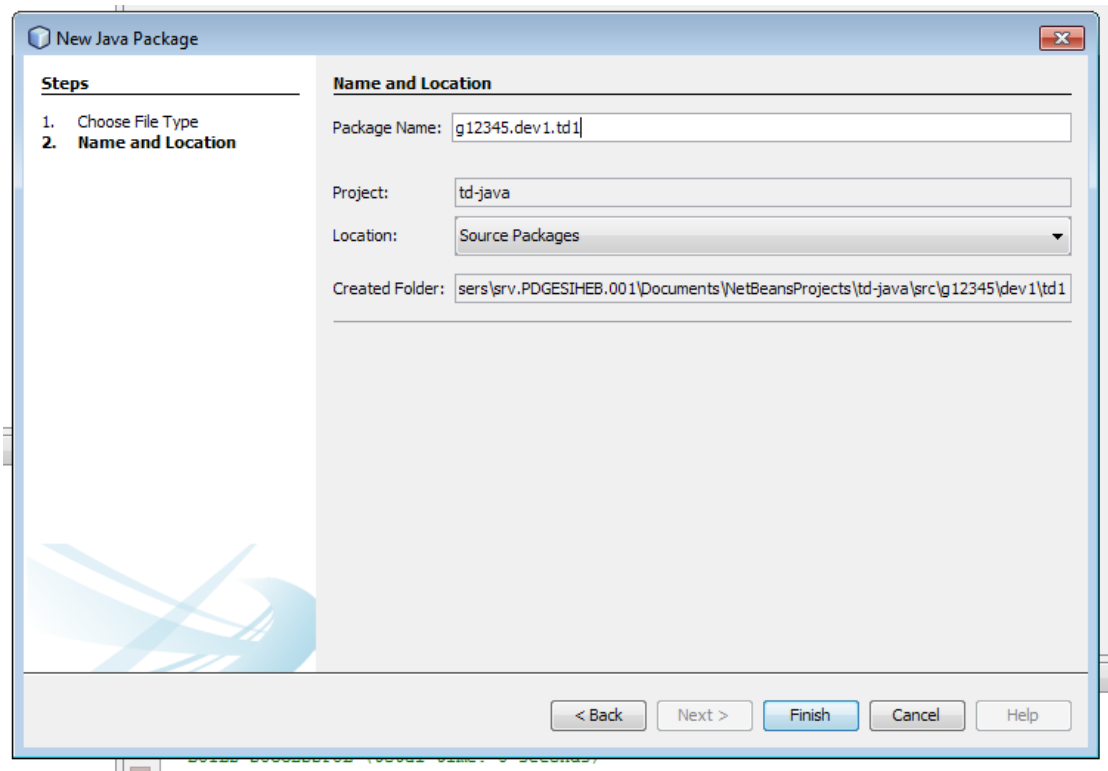 New Java Package
Steps
1. Choose File Type
2. Name and Location
Name and Location
Package Name: g12345.dev1.td1
Project: td-java
Location: Source Packages
Created Folder: sers\srv.PDGESIHEB.001\Documents\NetBeansProjects\td-java\src\g12345\dev1\td1
< Back Next > Finish Cancel Help